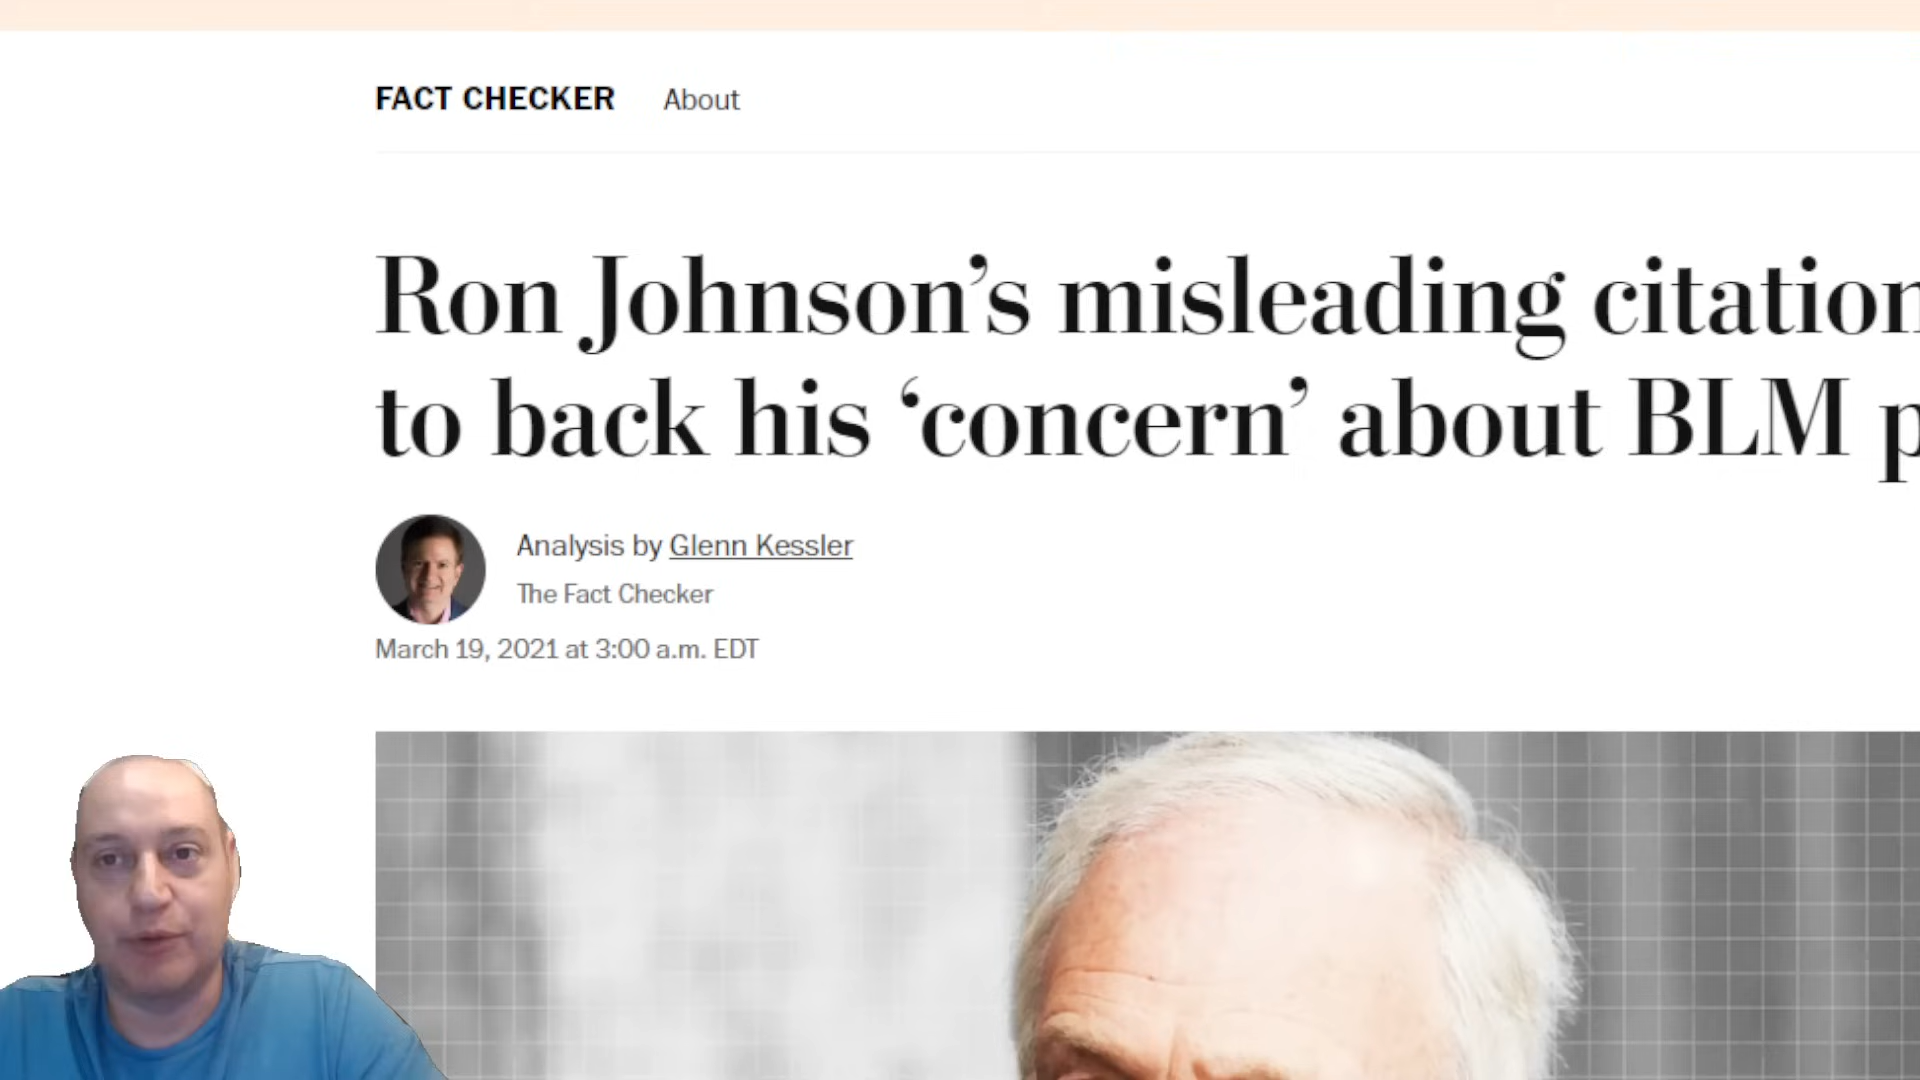 FACT CHECKER About
Ron Johnson’s misleading citation
to back his ‘concern’ about BLM p
Analysis by Glenn Kessler
The Fact Checker
March 19, 2021 at 3:00 a.m. EDT